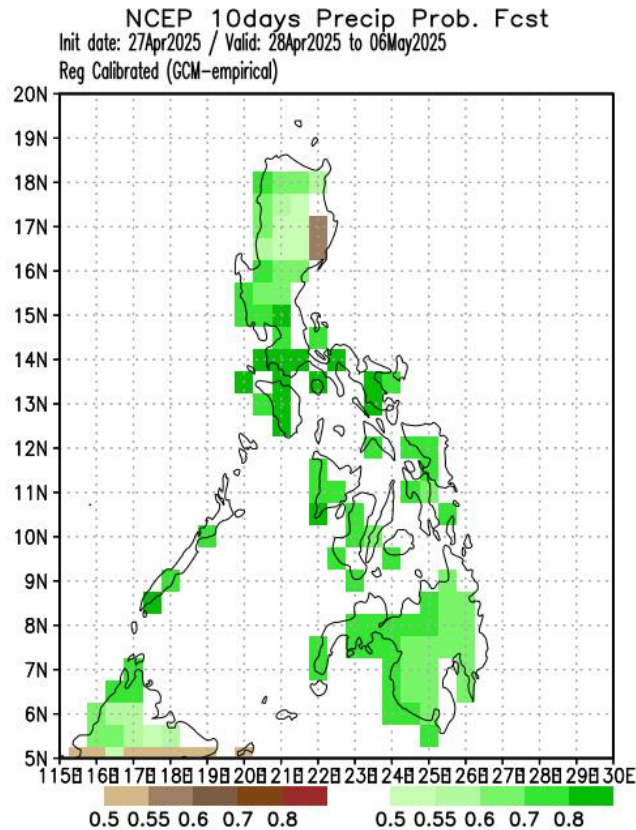 NCEP 10days Precip Prob. Fcst
Init date: 27Apr2025 / Valid: 28Apr2025 to 06May2025
Reg Calibrated (GCM-empirical)
20N
19N
18N
17N
16N
15N
14N
13N
12N
11N
10N
9N
8N
7N
6N
5N
115E 116E 117E 118E 119E 120E 121E 122E 123E 124E 125E 126E 127E 128E 129E 130E
0.5 0.55 0.6 0.7 0.8 0.5 0.55 0.6 0.7 0.8